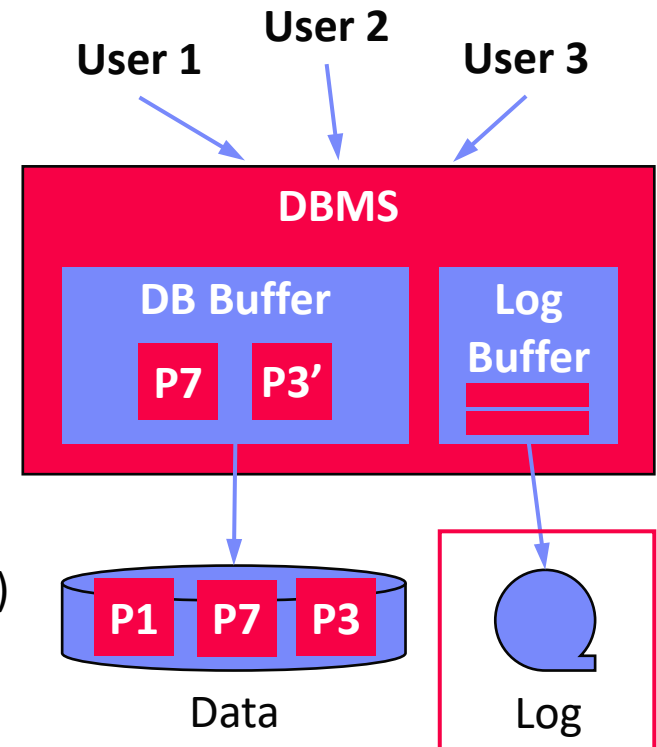 User 1
User 2
User 3
DBMS
DB Buffer
P7
P3’
Log
Buffer
)
P1
P7
P3
Data
Log